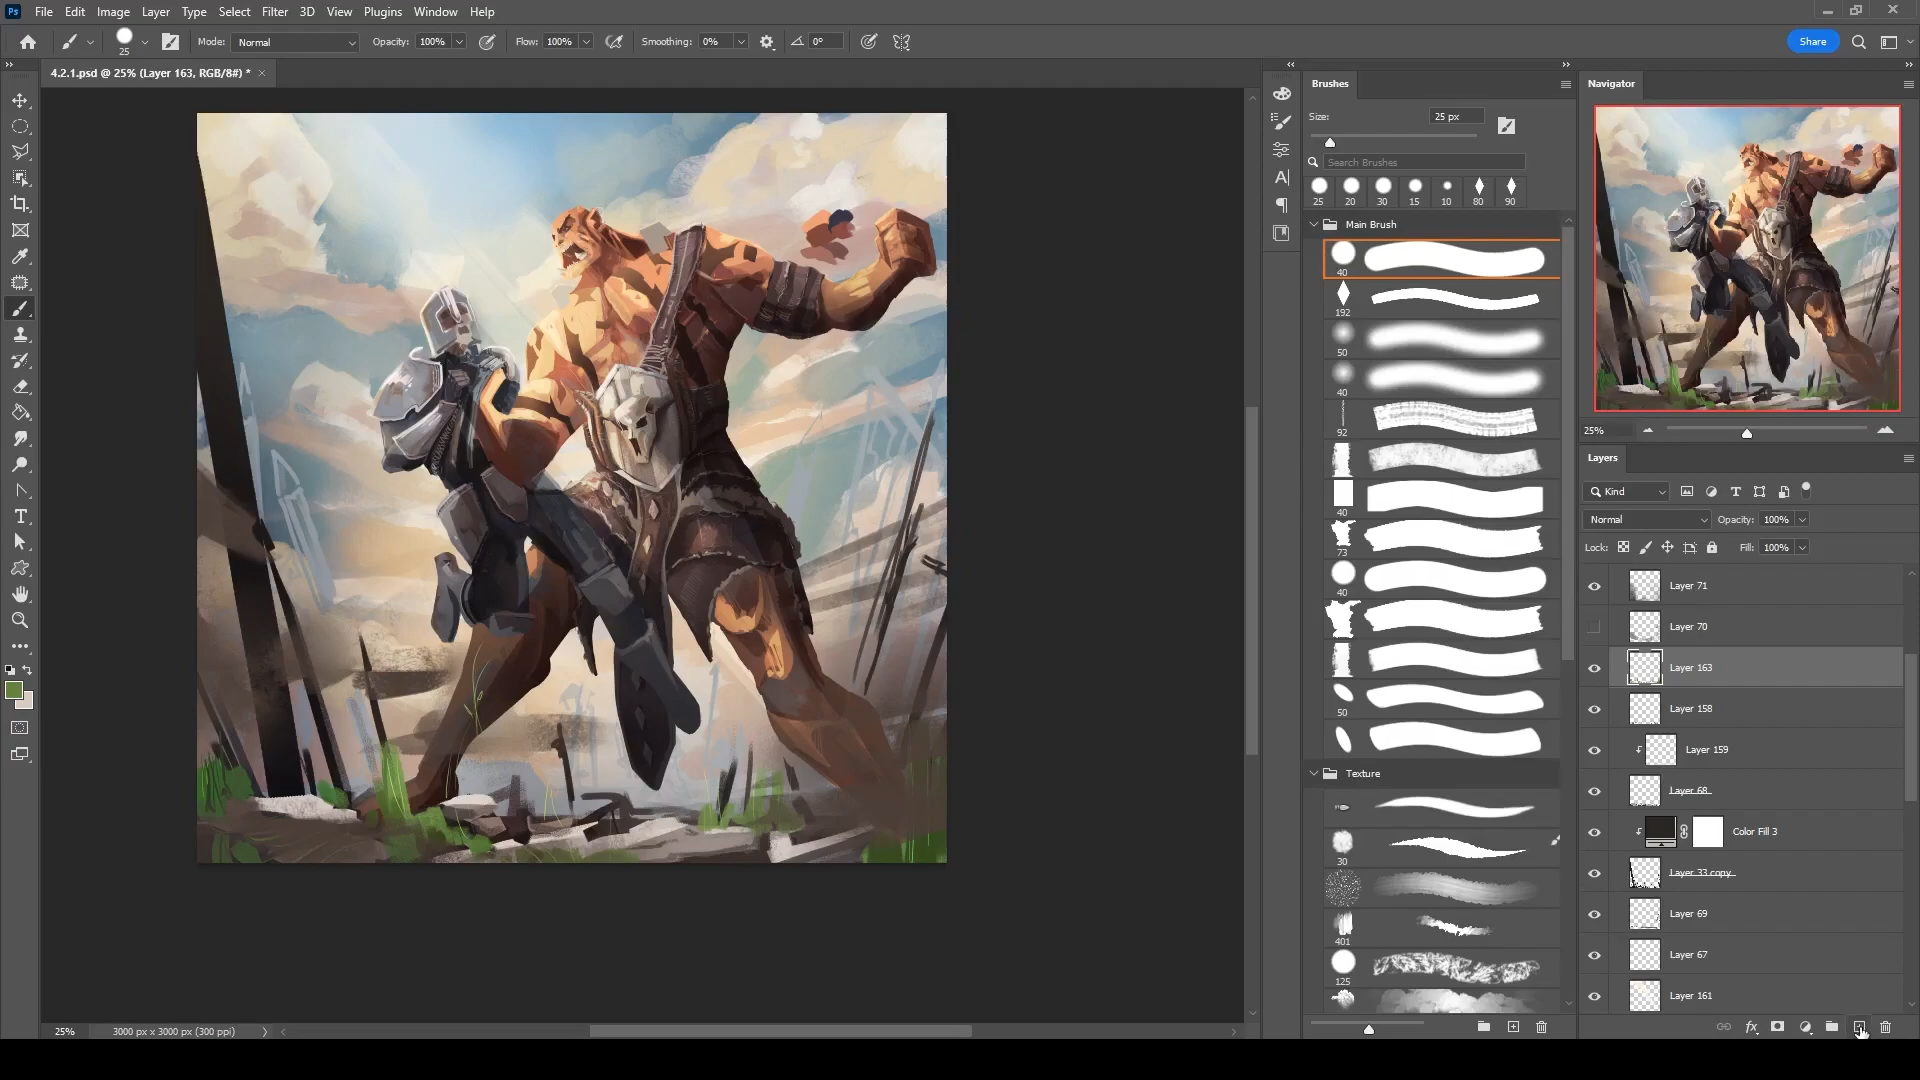 Ps File Edit Image Layer Type Select Filter 3D View Plugins Window Help
25 Mode: Normal Opacity: 100% Flow: 100% Smoothing: 0% 0° Share
4.2.1.psd @ 25% (Layer 163, RGB/8#) *
Brushes
Size: 25 px
Search Brushes
25 20 30 15 10 80 90
Main Brush
40
192
50
40
92
40
73
40
50
Texture
30
401
125
Navigator
25%
Layers
Kind
Normal Opacity: 100%
Lock: Fill: 100%
Layer 71
Layer 70
Layer 163
Layer 158
Layer 159
Layer 68
Color Fill 3
Layer 33 copy
Layer 69
Layer 67
Layer 161
fx
25% 3000 px x 3000 px (300 ppi)